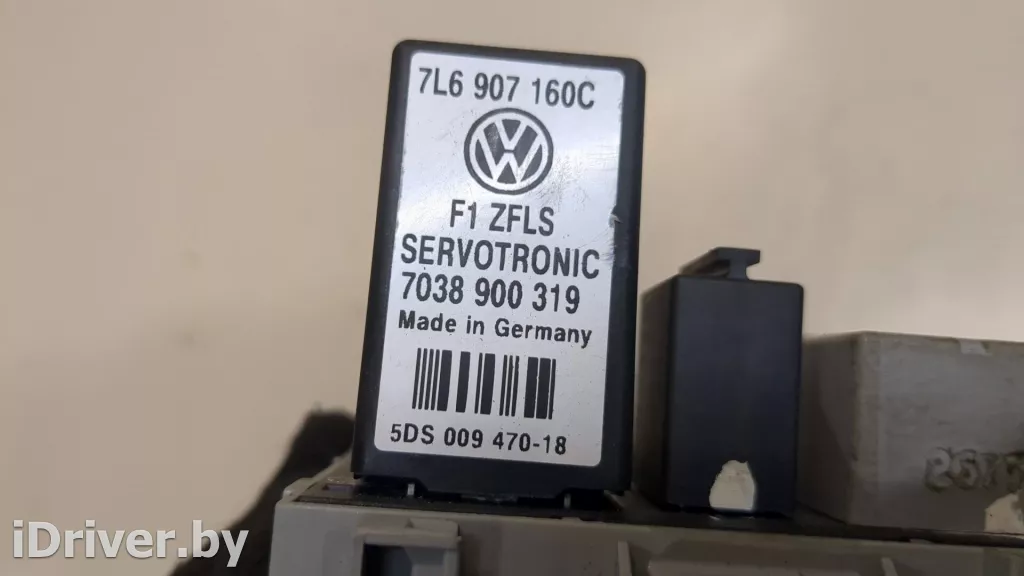 7L6 907 160C
F1 ZFLS
SERVOTRONIC
7038 900 319
Made in Germany
5DS 009 470-18
iDriver.by